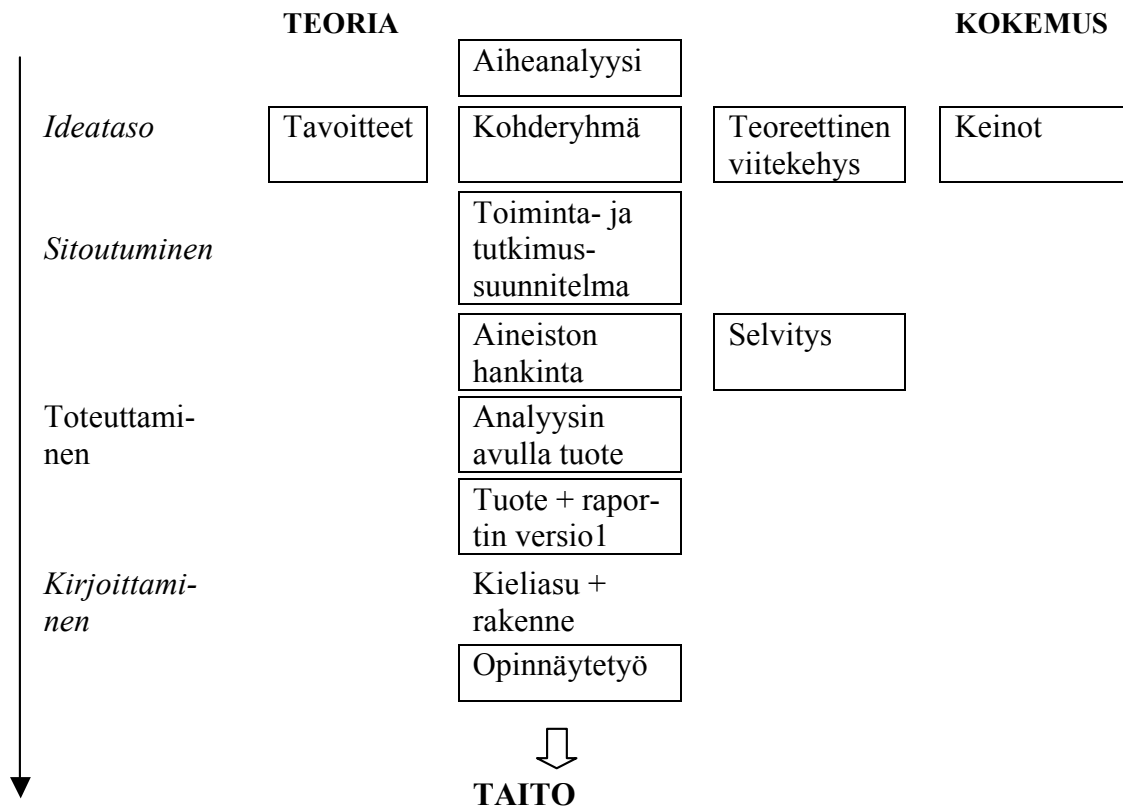 TEORIA KOKEMUS
Aiheanalyysi
Ideataso Tavoitteet Kohderyhmä Teoreettinen Keinot
viitekehys
Toiminta- ja
Sitoutuminen tutkimus-
suunnitelma
Aineiston Selvitys
hankinta
Toteuttami- Analyysin
nen avulla tuote
Tuote + rapor-
tin versio1
Kirjoittami- Kieliasu +
nen rakenne
Opinnäytetyö
TAITO